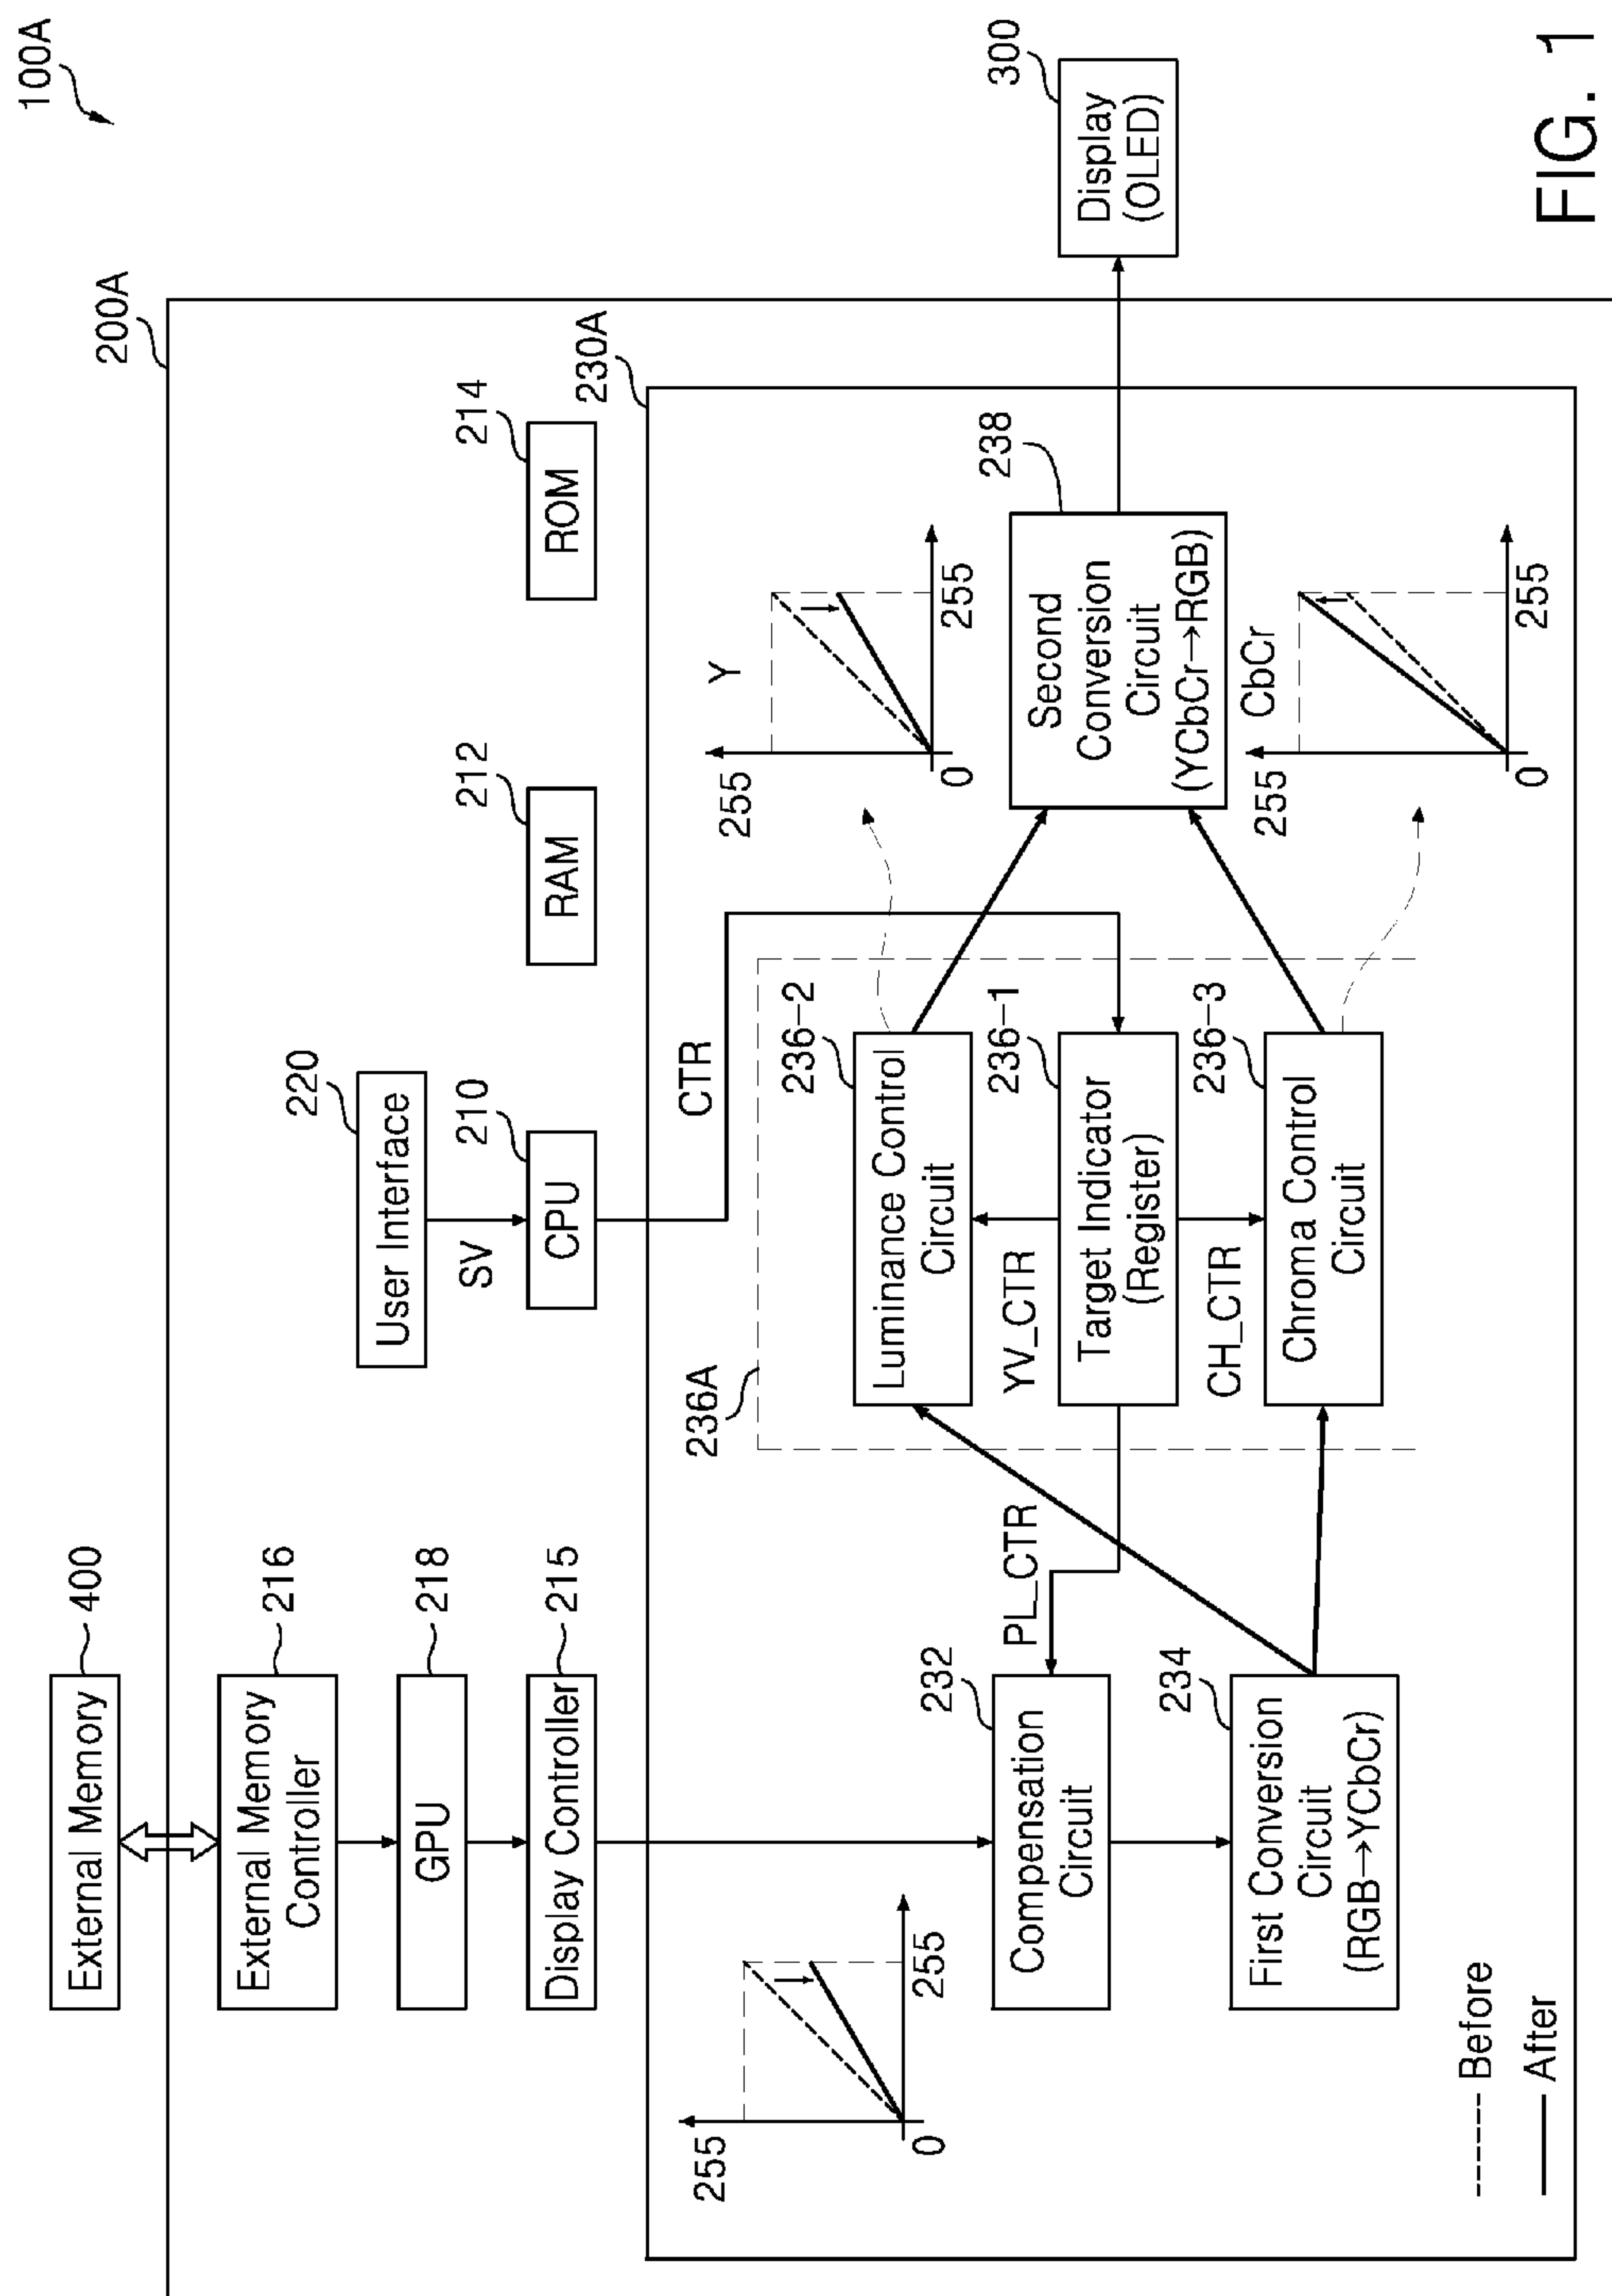 100A
External Memory
400
200A
External Memory
Controller
216
User Interface
220
GPU
218
SV
Display Controller
215
CPU
210
RAM
212
ROM
214
230A
CTR
255
0
255
236A
Luminance Control
Circuit
236-2
Y
255
0
255
Compensation
Circuit
232
PL_CTR
YV_CTR
Target Indicator
(Register)
236-1
Second
Conversion
Circuit
(YCbCr→RGB)
238
Display
(OLED)
300
First Conversion
Circuit
(RGB→YCbCr)
234
CH_CTR
Chroma Control
Circuit
236-3
CbCr
255
0
255
Before
After
FIG. 1